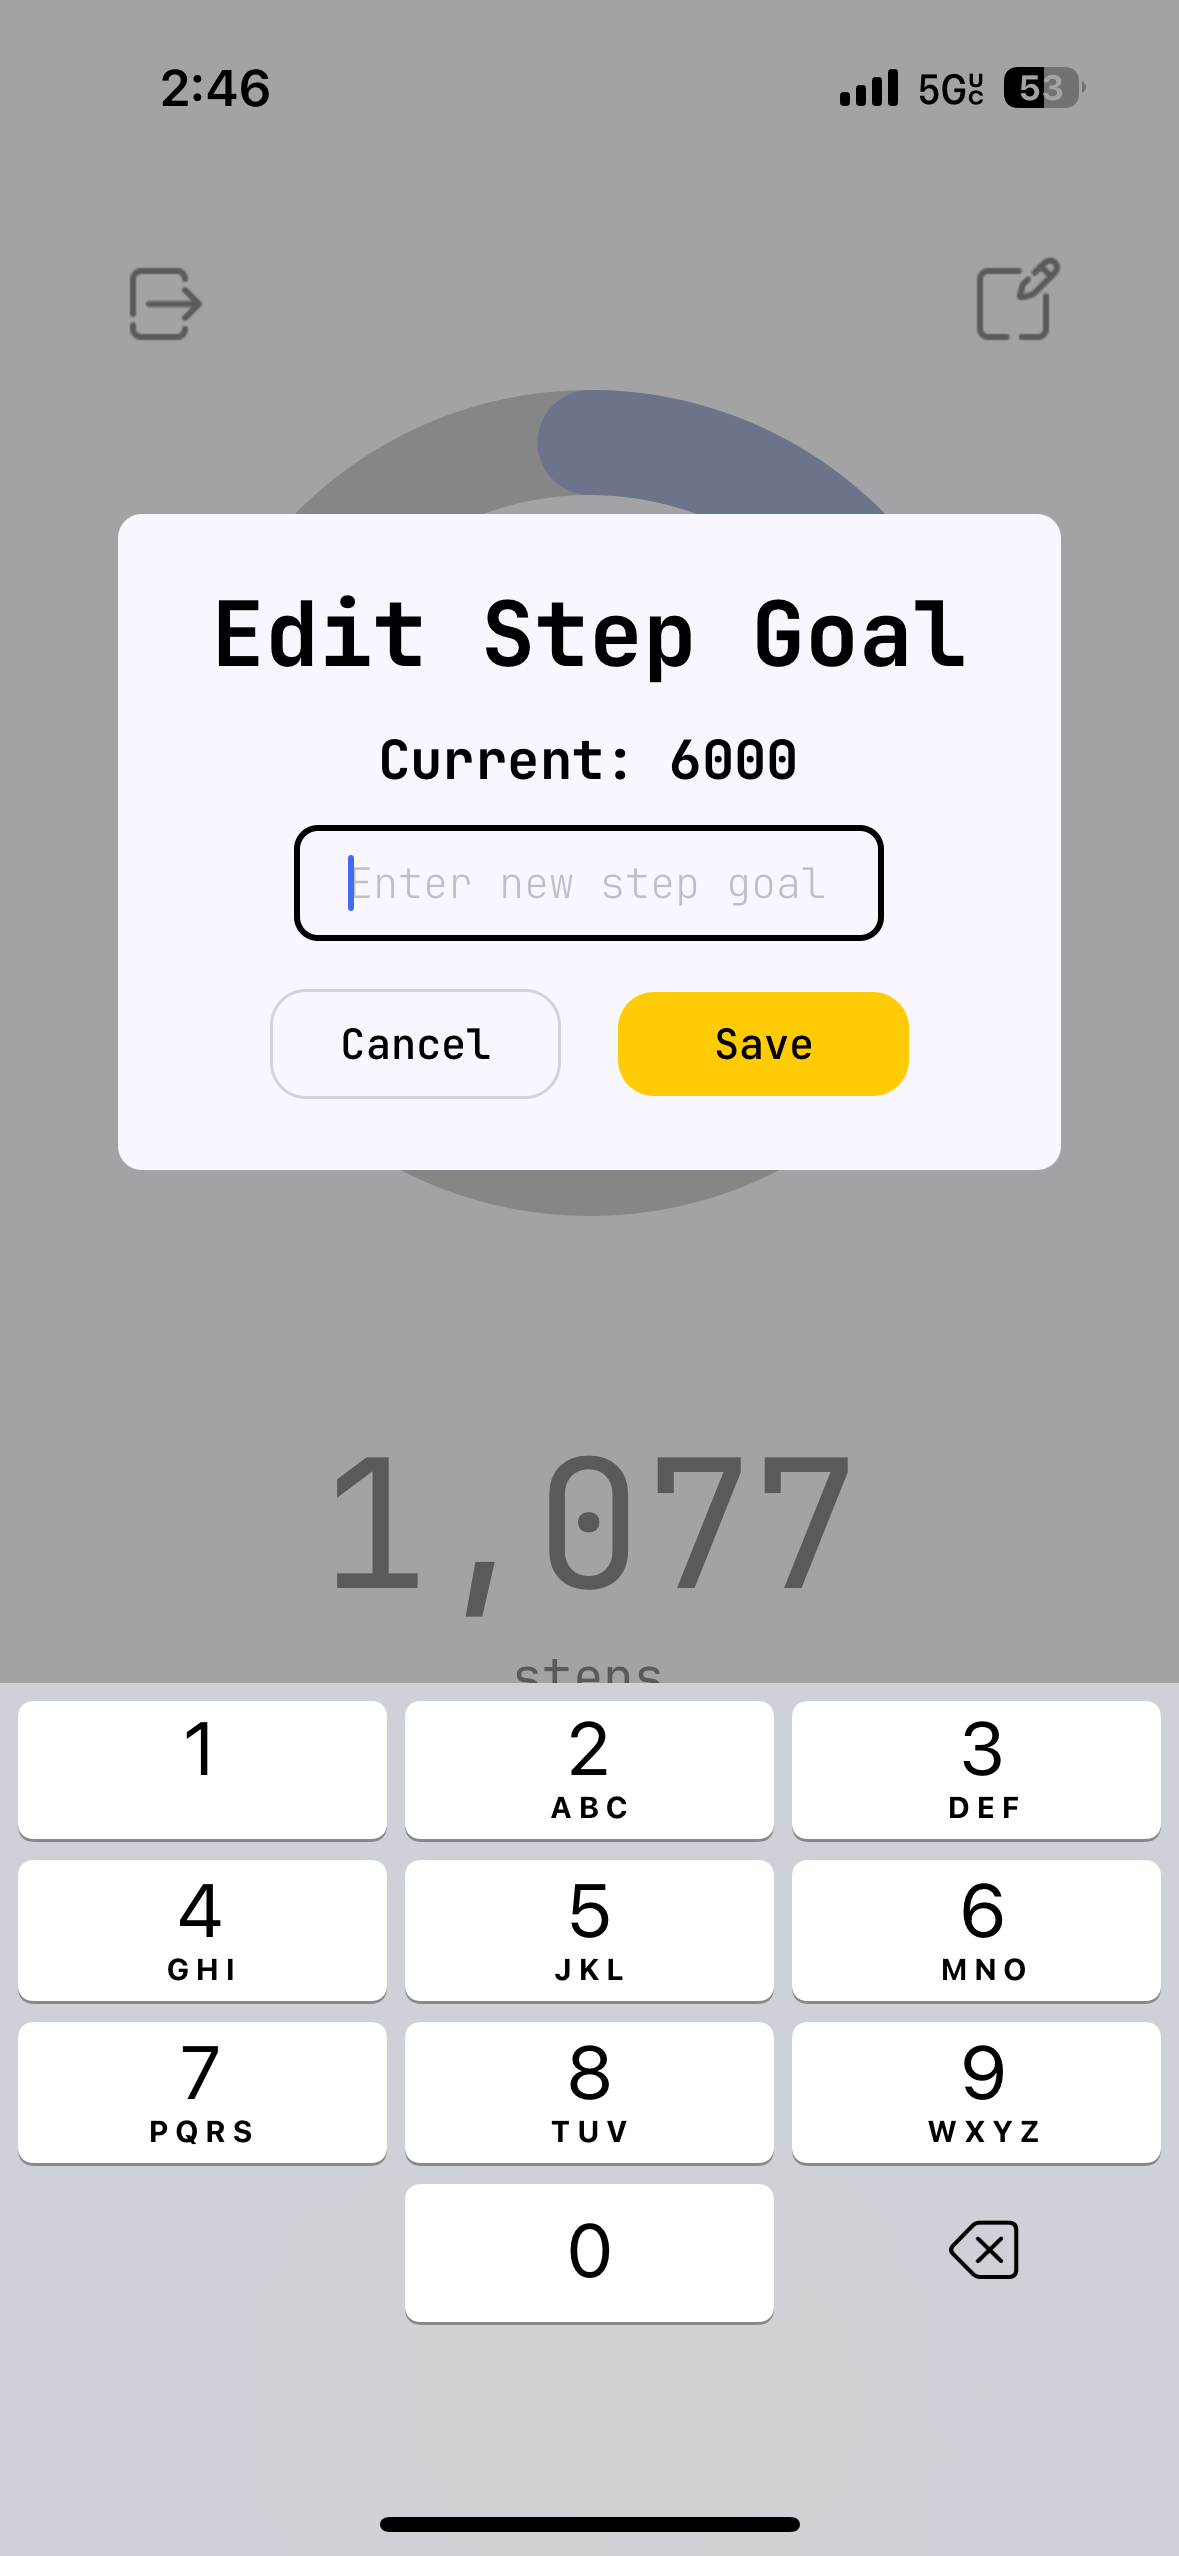 2:46
5G UC 53
Edit Step Goal
Current: 6000
Enter new step goal
Cancel Save
1,077
steps
1 2 3
ABC DEF
4 5 6
GHI JKL MNO
7 8 9
PQRS TUV WXYZ
0